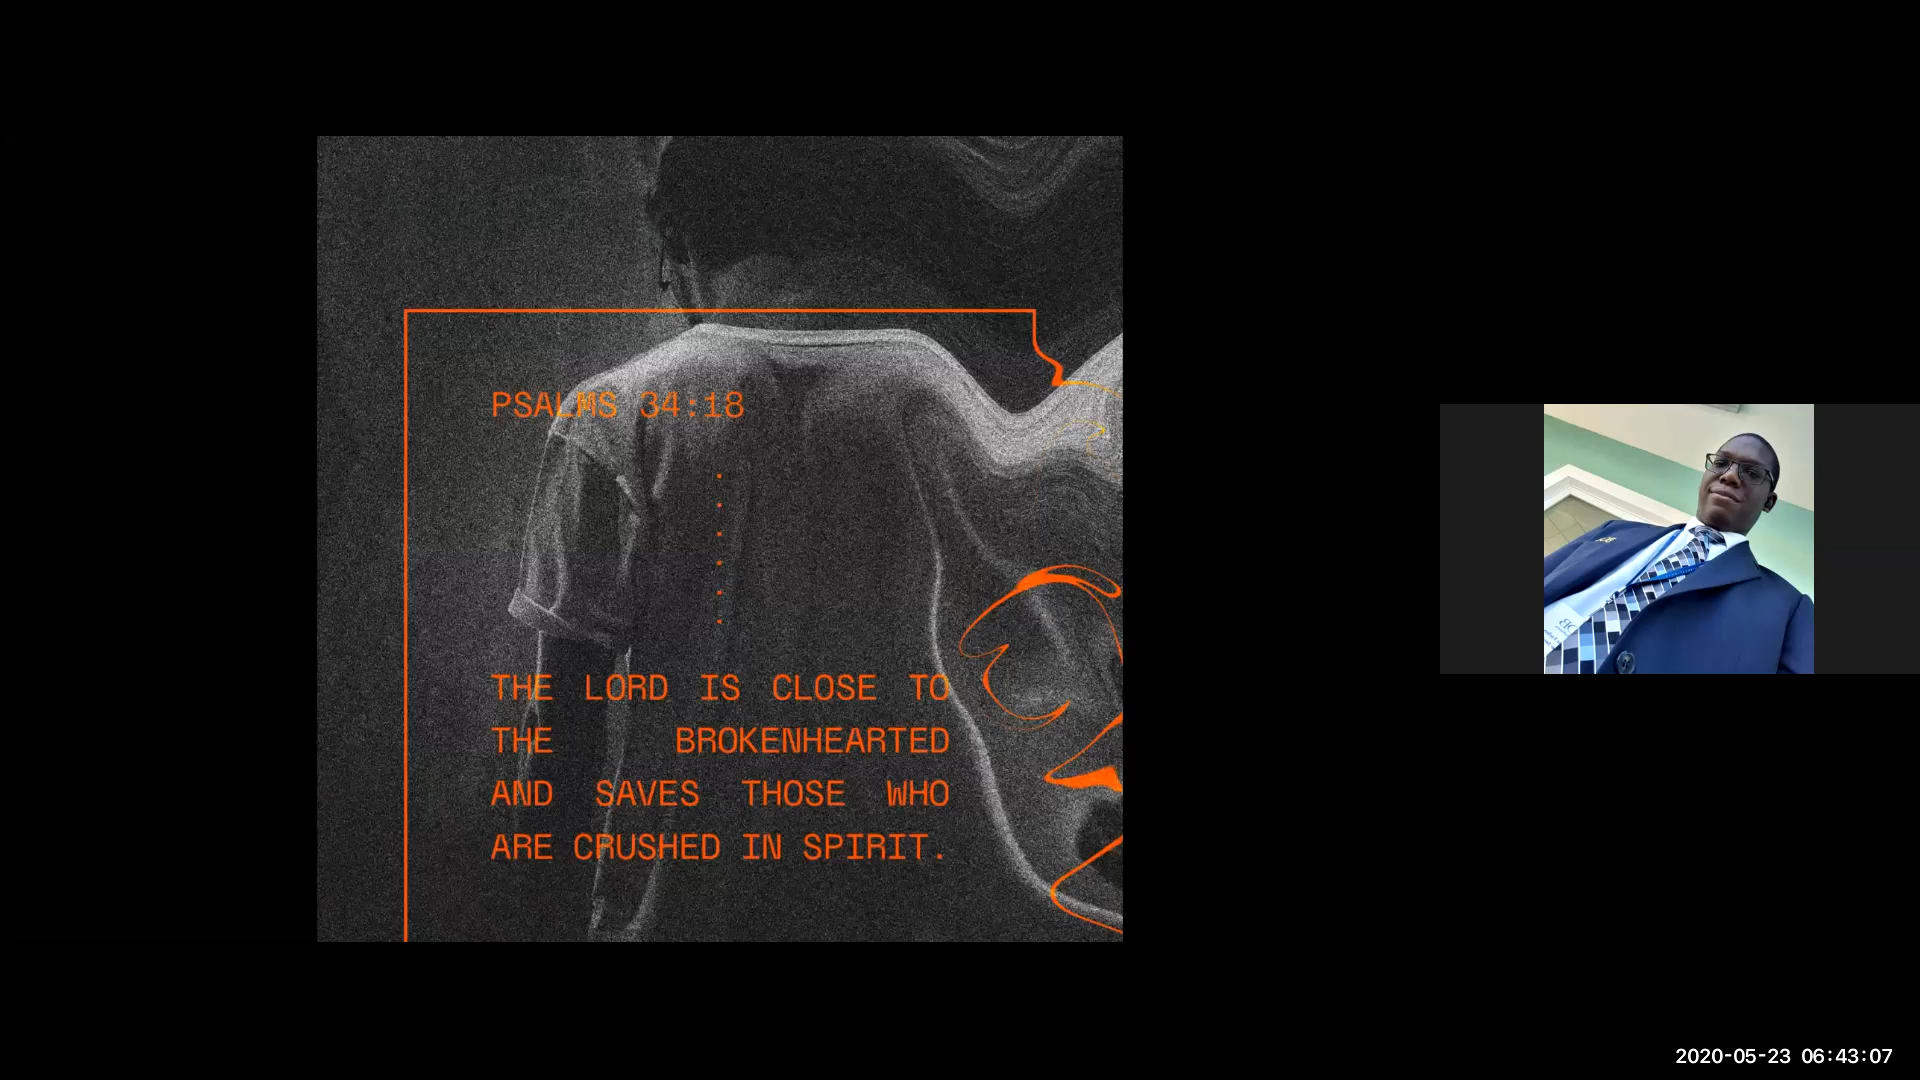 PSALMS 34:18
THE LORD IS CLOSE TO
THE BROKENHEARTED
AND SAVES THOSE WHO
ARE CRUSHED IN SPIRIT.
2020-05-23 06:43:07